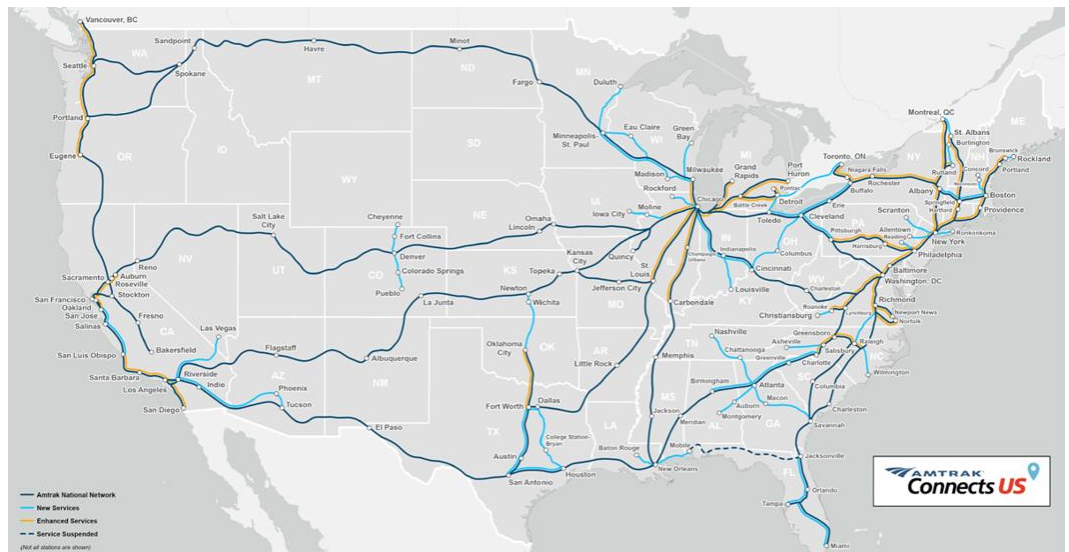 Vancouver, BC
Seattle
WA
Sandpoint
Spokane
Portland
Eugene
OR
ID
MT
Havre
Minot
ND
Fargo
MN
Duluth
Minneapolis-
St. Paul
Eau Claire
WI
Green
Bay
Madison
Milwaukee
Rockford
Chicago
MI
Grand
Rapids
Port
Huron
Pontiac
Battle Creek
Detroit
Toledo
Toronto, ON
Niagara Falls
Buffalo
Rochester
NY
Montreal, QC
St. Albans
Burlington
Rutland
NH
Concord
ME
Brunswick
Rockland
Portland
Albany
Springfield
Hartford
Boston
Providence
Ronkonkoma
New York
Scranton
Allentown
Reading
PA
Harrisburg
Pittsburgh
Erie
Cleveland
Philadelphia
Baltimore
Washington, DC
SD
WY
NE
IA
Iowa City
Moline
Omaha
Lincoln
Cheyenne
Fort Collins
Denver
CO
Colorado Springs
Pueblo
La Junta
Salt Lake
City
UT
NV
Reno
Auburn
Roseville
Sacramento
San Francisco
Oakland
San Jose
Salinas
Stockton
Fresno
CA
Bakersfield
San Luis Obispo
Santa Barbara
Los Angeles
San Diego
Riverside
Indio
Las Vegas
Flagstaff
AZ
Phoenix
Tucson
Albuquerque
NM
El Paso
KS
Topeka
Kansas
City
Newton
Wichita
Quincy
St.
Louis
Jefferson City
MO
IL
IN
Indianapolis
OH
Columbus
Cincinnati
Louisville
KY
WV
Charleston
Carbondale
Champaign-
Urbana
Oklahoma
City
OK
AR
Little Rock
Memphis
TN
Nashville
Chattanooga
Christiansburg
Roanoke
Lynchburg
Richmond
Newport News
Norfolk
Greensboro
Raleigh
Asheville
Salisbury
Greenville
Charlotte
NC
Wilmington
SC
Columbia
Charleston
Savannah
Fort Worth
Dallas
TX
College Station-
Bryan
Austin
San Antonio
Houston
LA
Baton Rouge
New Orleans
MS
Jackson
Meridian
Mobile
Birmingham
Atlanta
Auburn
Montgomery
Macon
AL
GA
Jacksonville
FL
Orlando
Tampa
Miami
Amtrak National Network
New Services
Enhanced Services
Service Suspended
(Not all stations are shown)
AMTRAK
Connects US